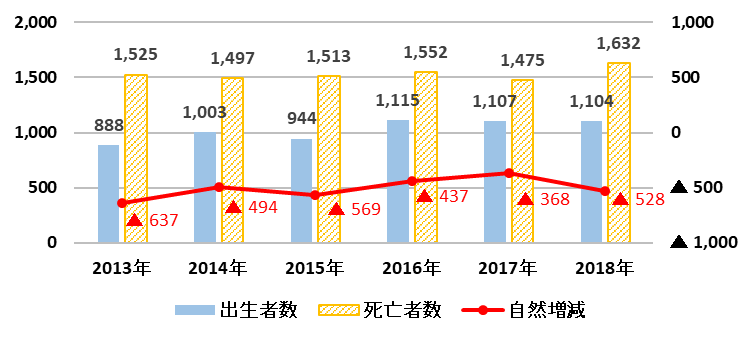 2,000
1,500
1,000
500
0
1,000
500
0
▲ 500
▲ 1,000
1,525 1,497 1,513 1,552 1,475 1,632
888 1,003 944 1,115 1,107 1,104
▲ 637 ▲ 494 ▲ 569 ▲ 437 ▲ 368 ▲ 528
2013年 2014年 2015年 2016年 2017年 2018年
出生者数 死亡者数 自然増減